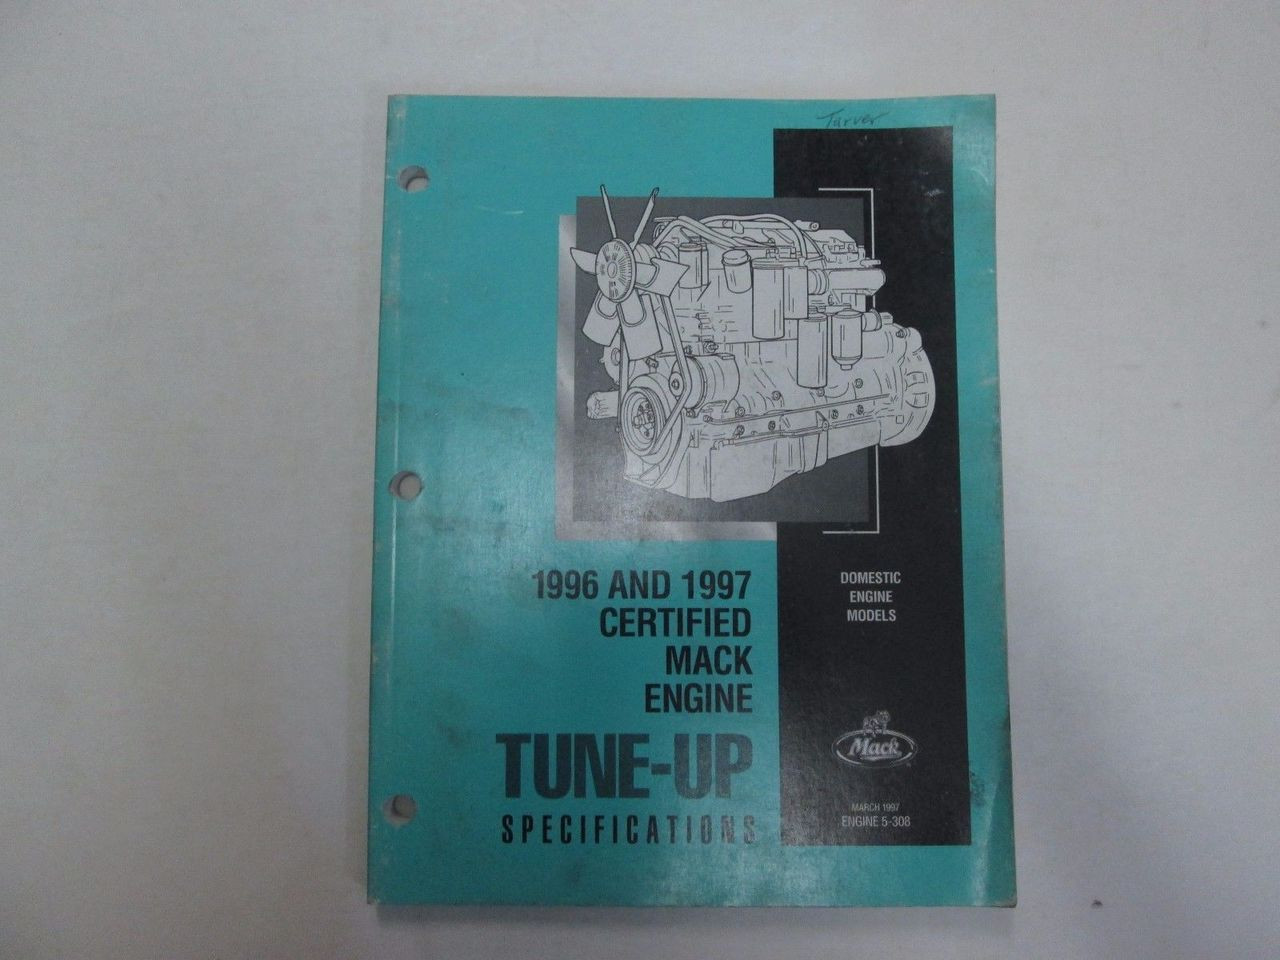 Tarver
1996 AND 1997
CERTIFIED
MACK
ENGINE
TUNE-UP
SPECIFICATIONS
DOMESTIC
ENGINE
MODELS
Mack
MARCH 1997
ENGINE 5-308